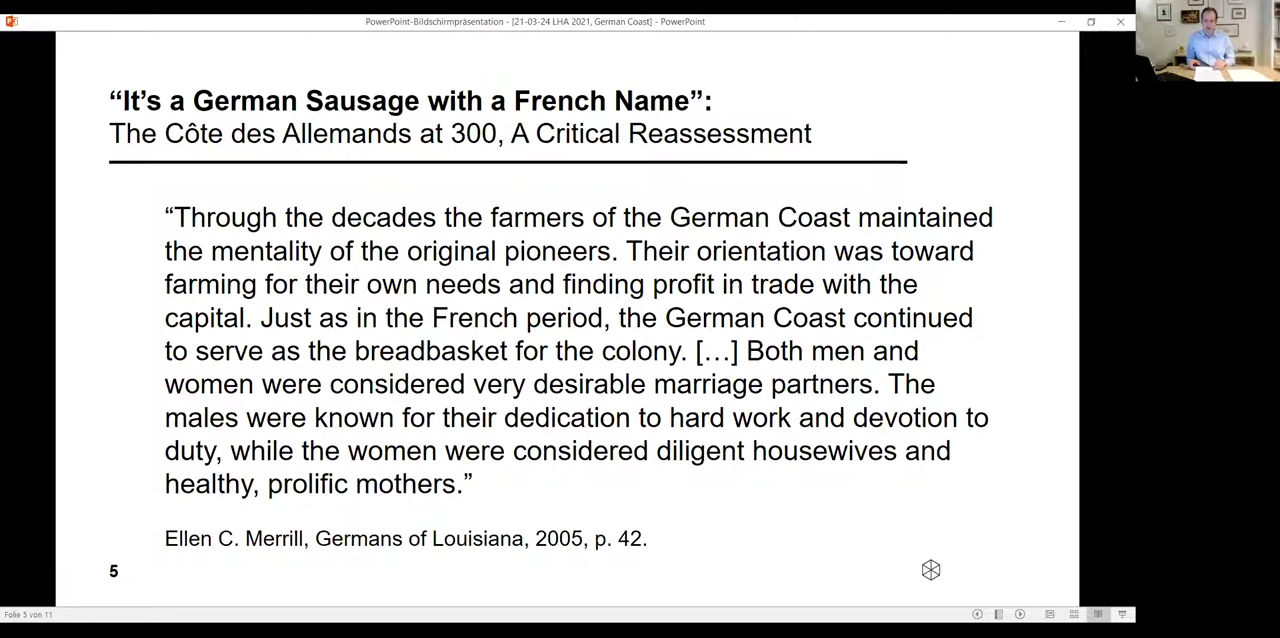 PowerPoint-Bildschirmpräsentation - [21-03-24 LHA 2021, German Coast] - PowerPoint
“It’s a German Sausage with a French Name”:
The Côte des Allemands at 300, A Critical Reassessment
“Through the decades the farmers of the German Coast maintained
the mentality of the original pioneers. Their orientation was toward
farming for their own needs and finding profit in trade with the
capital. Just as in the French period, the German Coast continued
to serve as the breadbasket for the colony. […] Both men and
women were considered very desirable marriage partners. The
males were known for their dedication to hard work and devotion to
duty, while the women were considered diligent housewives and
healthy, prolific mothers.”
Ellen C. Merrill, Germans of Louisiana, 2005, p. 42.
5
Folie 5 von 11